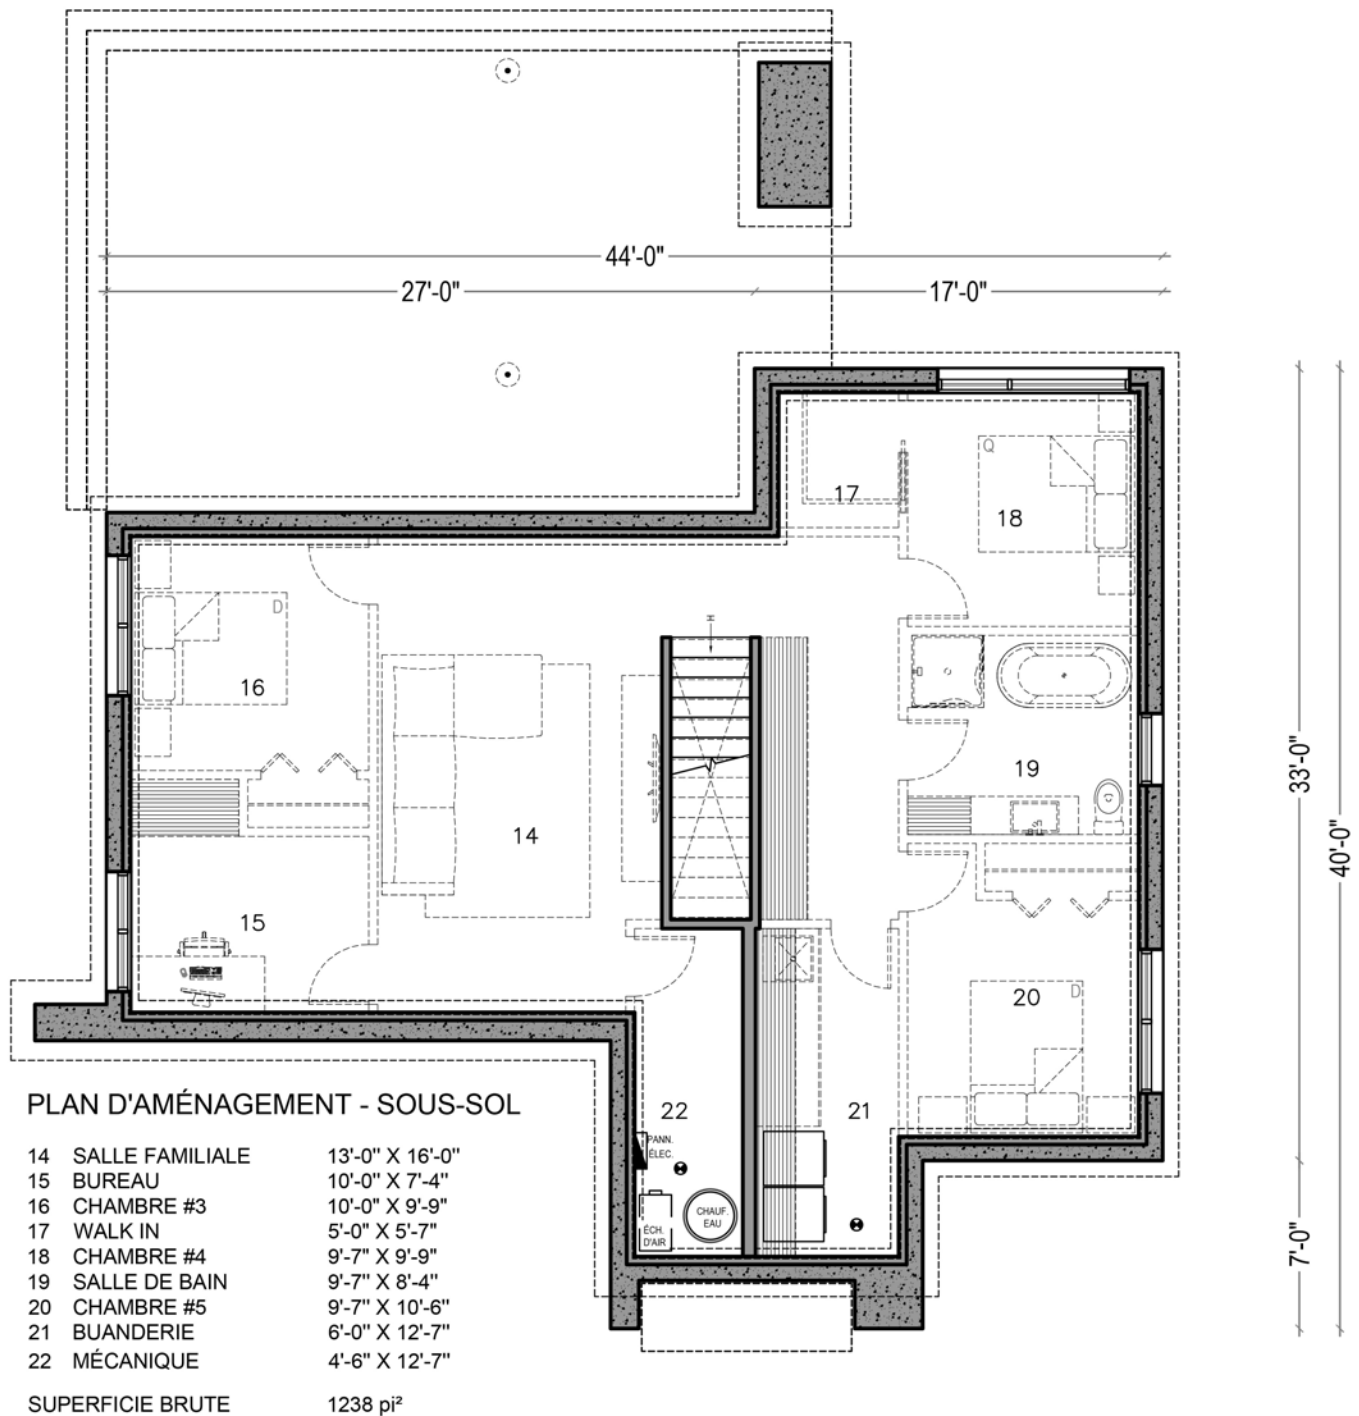 44'-0"
27'-0"
17'-0"
17
Q
18
D
16
H
14
19
15
20
D
33'-0"
40'-0"
7'-0"
22
21
PANN.
ÉLEC.
CHAUF.
EAU
ÉCH.
D'AIR
PLAN D'AMÉNAGEMENT - SOUS-SOL
14 SALLE FAMILIALE 13'-0" X 16'-0"
15 BUREAU 10'-0" X 7'-4"
16 CHAMBRE #3 10'-0" X 9'-9"
17 WALK IN 5'-0" X 5'-7"
18 CHAMBRE #4 9'-7" X 9'-9"
19 SALLE DE BAIN 9'-7" X 8'-4"
20 CHAMBRE #5 9'-7" X 10'-6"
21 BUANDERIE 6'-0" X 12'-7"
22 MÉCANIQUE 4'-6" X 12'-7"
SUPERFICIE BRUTE 1238 pi²